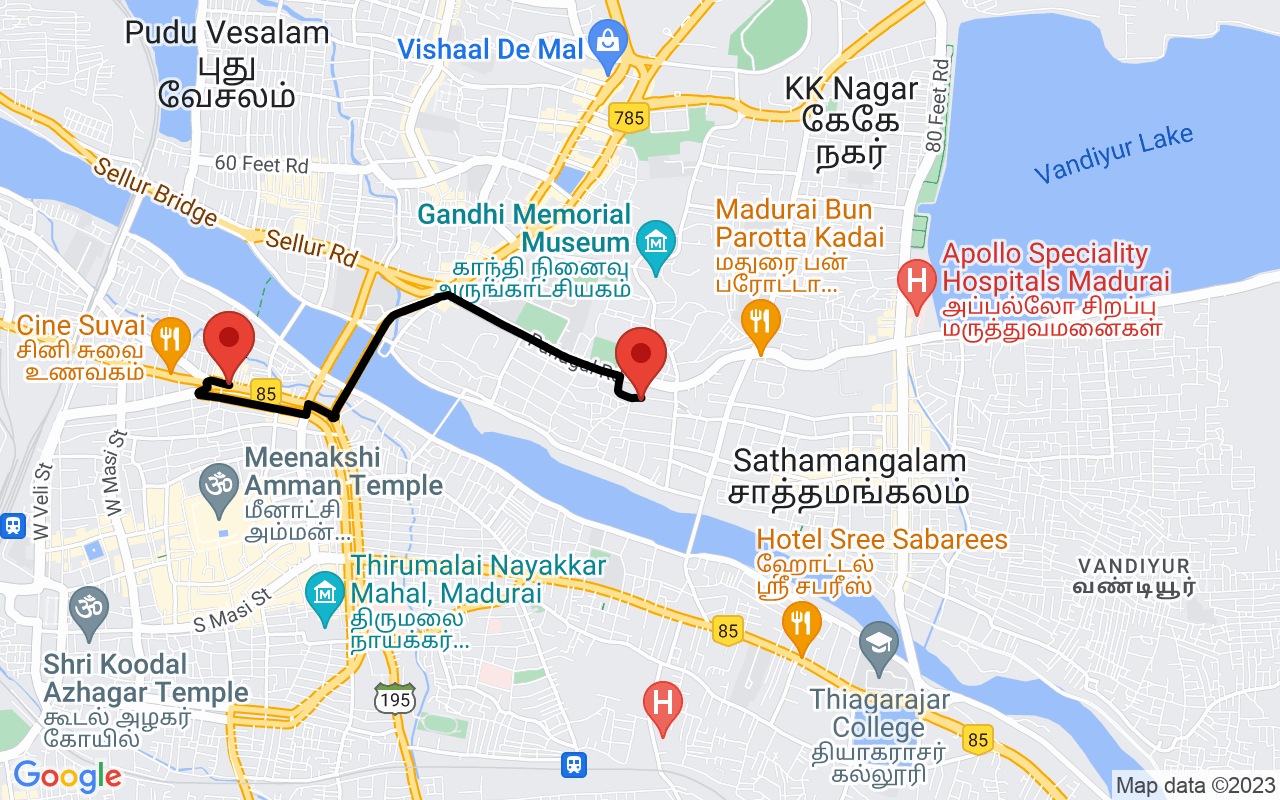 Pudu Vesalam
புது
வேசலம்
Vishaal De Mal
KK Nagar
கேகே
நகர்
785
80 Feet Rd
60 Feet Rd
Vandiyur Lake
Sellur Bridge
Sellur Rd
Gandhi Memorial
Museum
காந்தி நினைவு
அருங்காட்சியகம்
Madurai Bun
Parotta Kadai
மதுரை பன்
பரோட்டா...
Apollo Speciality
Hospitals Madurai
அப்பல்லோ சிறப்பு
மருத்துவமனைகள்
Cine Suvai
சினி சுவை
உணவகம்
Panagal Rd
85
W Veli St
W Masi St
Meenakshi
Amman Temple
மீனாட்சி
அம்மன்...
Sathamangalam
சாத்தமங்கலம்
Hotel Sree Sabarees
ஹோட்டல்
ஸ்ரீ சபரீஸ்
VANDIYUR
வண்டியூர்
Thirumalai Nayakkar
Mahal, Madurai
திருமலை
நாயக்கர்...
S Masi St
85
Shri Koodal
Azhagar Temple
கூடல் அழகர்
கோயில்
195
Thiagarajar
College
தியாகராசர்
கல்லூரி
85
Google
Map data ©2023